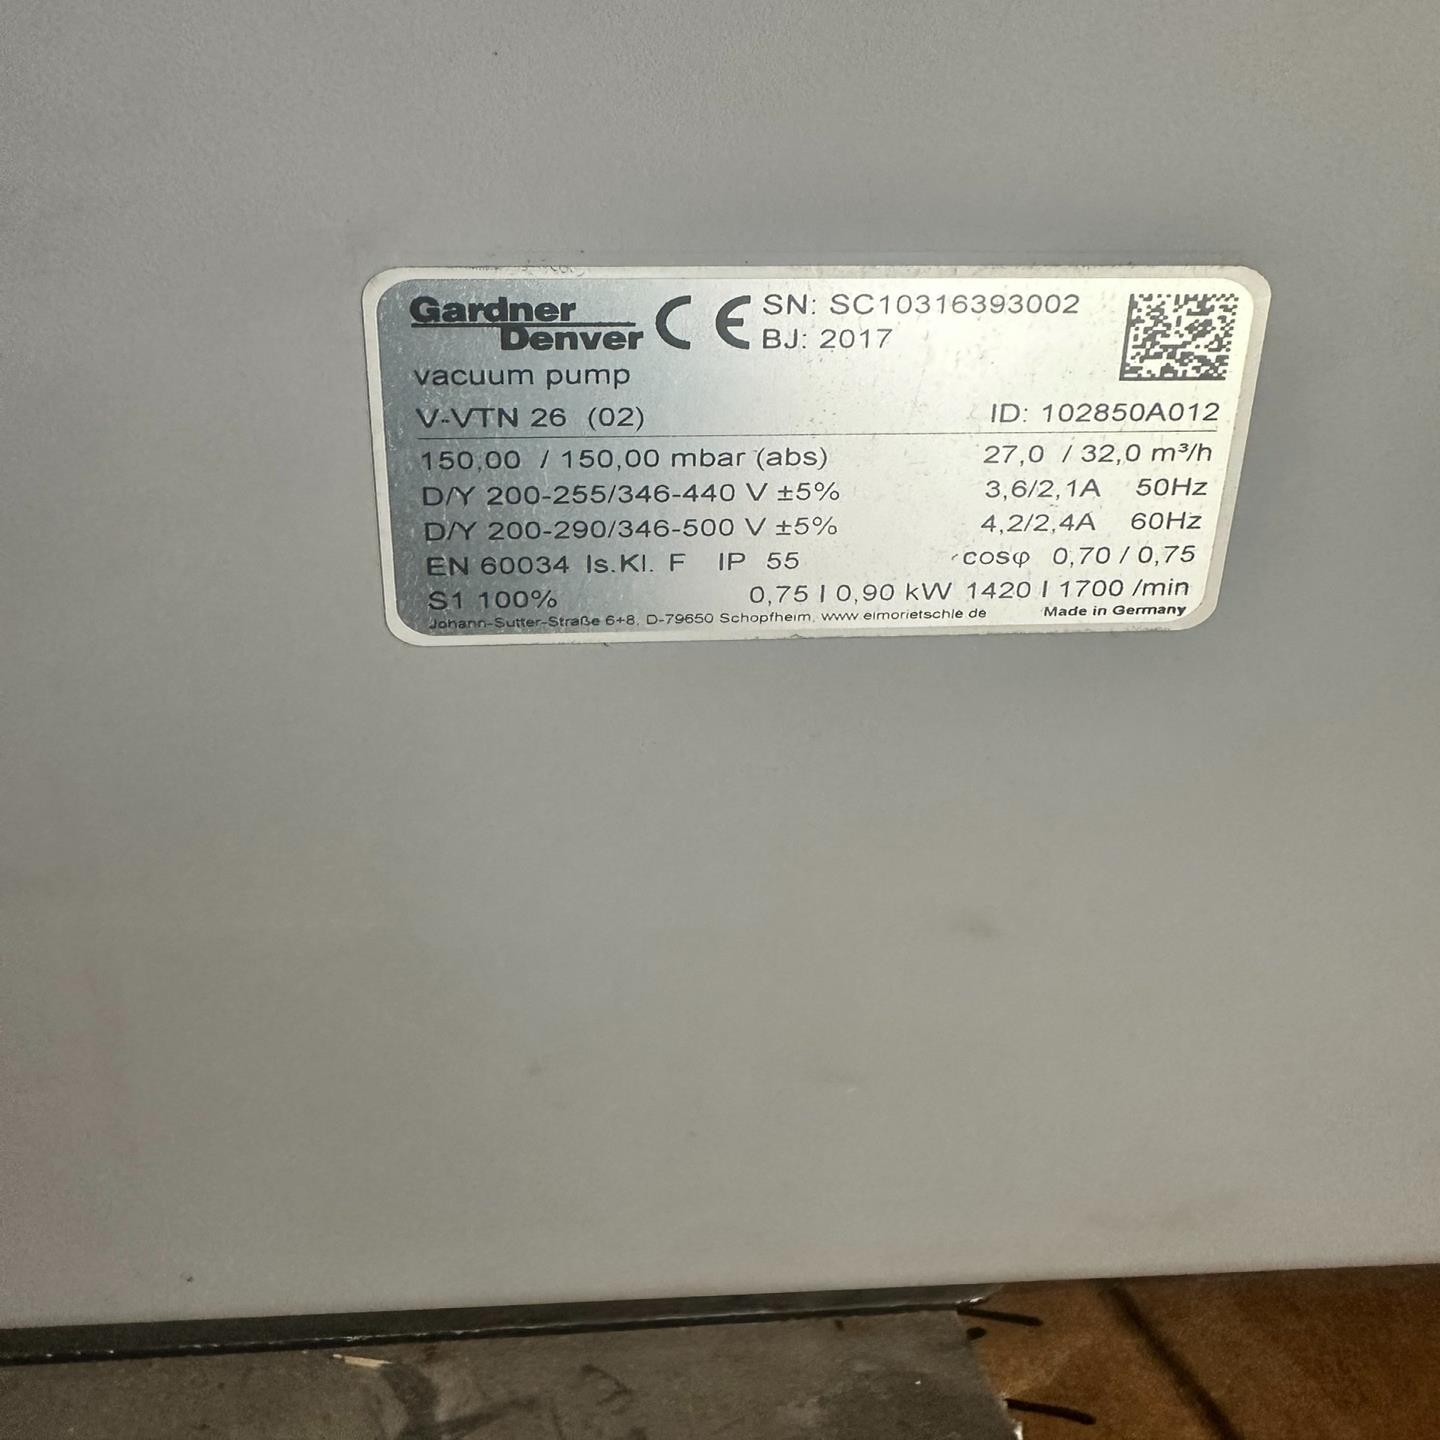 Gardner Denver CE SN: SC10316393002
BJ: 2017
vacuum pump
V-VTN 26 (02) ID: 102850A012
150,00 / 150,00 mbar (abs) 27,0 / 32,0 m³/h
D/Y 200-255/346-440 V ±5% 3,6/2,1A 50Hz
D/Y 200-290/346-500 V ±5% 4,2/2,4A 60Hz
EN 60034 Is.Kl. F IP 55 cosφ 0,70 / 0,75
S1 100% 0,75 I 0,90 kW 1420 I 1700 /min
Johann-Sutter-Straße 6+8, D-79650 Schopfheim, www elmorietschle de Made in Germany